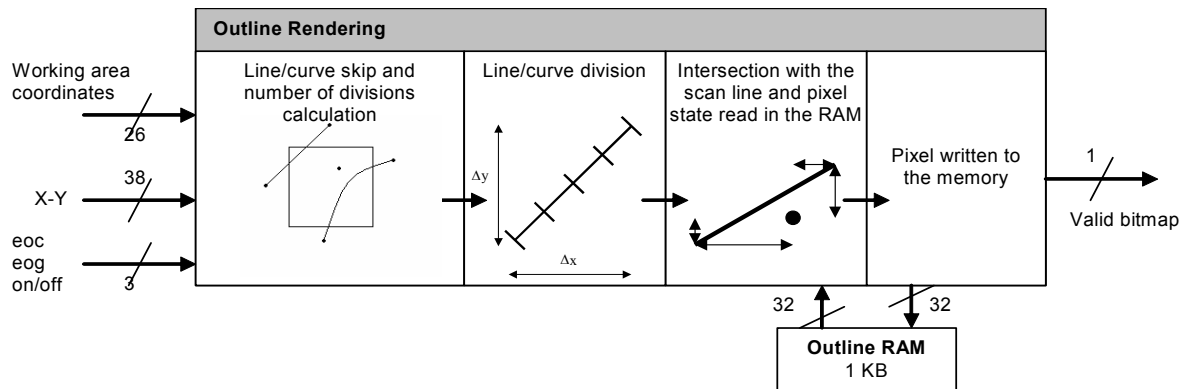 Outline Rendering
Working area
coordinates
26
X-Y
38
eoc
eog
on/off
3
Line/curve skip and
number of divisions
calculation
Line/curve division
Δy
Δx
Intersection with the
scan line and pixel
state read in the RAM
Pixel written to
the memory
1
Valid bitmap
32
32
Outline RAM
1 KB